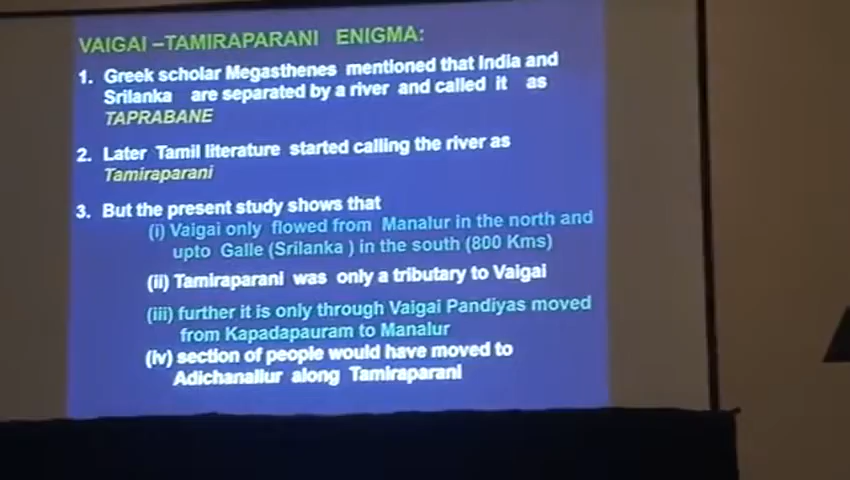 VAIGAI –TAMIRAPARANI ENIGMA:
1. Greek scholar Megasthenes mentioned that India and
Srilanka are separated by a river and called it as
TAPRABANE
2. Later Tamil literature started calling the river as
Tamiraparani
3. But the present study shows that
(i) Vaigai only flowed from Manalur in the north and
upto Galle (Srilanka ) in the south (800 Kms)
(ii) Tamiraparani was only a tributary to Vaigai
(iii) further it is only through Vaigai Pandiyas moved
from Kapadapauram to Manalur
(iv) section of people would have moved to
Adichanallur along Tamiraparani